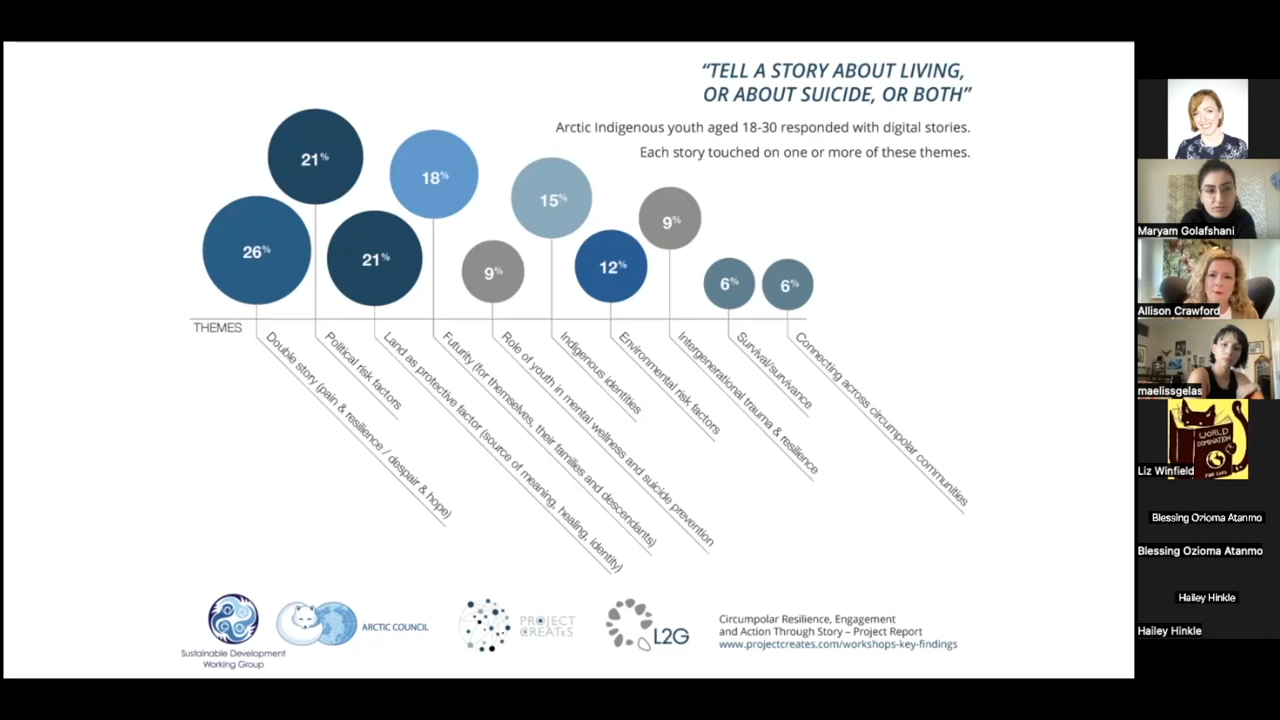 “TELL A STORY ABOUT LIVING,
OR ABOUT SUICIDE, OR BOTH”
Arctic Indigenous youth aged 18-30 responded with digital stories.
Each story touched on one or more of these themes.
26%
21%
21%
18%
9%
15%
12%
9%
6%
6%
THEMES
Double story (pain & resilience / despair & hope)
Political risk factors
Land as protective factor (source of meaning, healing, identity)
Futurity (for themselves, their families and descendants)
Role of youth in mental wellness and suicide prevention
Indigenous identities
Environmental risk factors
Intergenerational trauma & resilience
Survival/survivance
Connecting across circumpolar communities
Sustainable Development
Working Group
ARCTIC COUNCIL
PROJECT
CREATeS
L2G
Circumpolar Resilience, Engagement
and Action Through Story – Project Report
www.projectcreates.com/workshops-key-findings
Maryam Golafshani
Allison Crawford
maelissgelas
WORLD
DOMINATION
FOR CATS
Liz Winfield
Blessing Ozioma Atanmo
Blessing Ozioma Atanmo
Hailey Hinkle
Hailey Hinkle